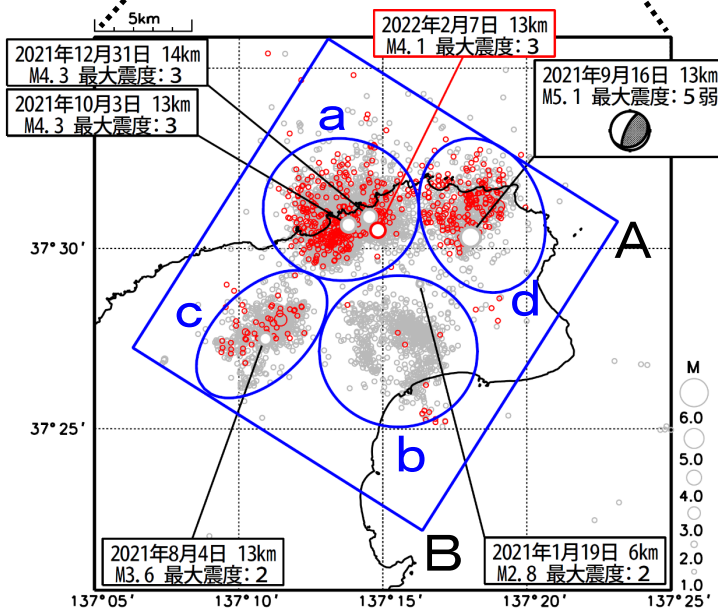 5km
2022年2月7日 13km
M4.1 最大震度：3
2021年12月31日 14km
M4.3 最大震度：3
2021年10月3日 13km
M4.3 最大震度：3
2021年9月16日 13km
M5.1 最大震度：5弱
a
A
37°30′
d
c
M
6.0
5.0
4.0
3.0
2.0
1.0
37°25′
b
B
2021年8月4日 13km
M3.6 最大震度：2
2021年1月19日 6km
M2.8 最大震度：2
137°05′
137°10′
137°15′
137°20′
137°25′